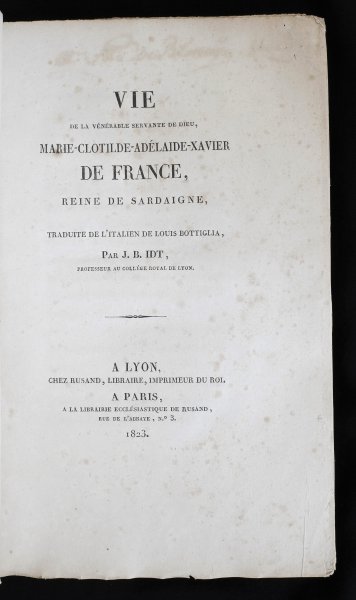 VIE
DE LA VÉNÉRABLE SERVANTE DE DIEU,
MARIE-CLOTILDE-ADÉLAIDE-XAVIER
DE FRANCE,
REINE DE SARDAIGNE,
TRADUITE DE L'ITALIEN DE LOUIS BOTTIGLIA,
PAR J. B. IDT,
PROFESSEUR AU COLLÉGE ROYAL DE LYON.
A LYON,
CHEZ RUSAND, LIBRAIRE, IMPRIMEUR DU ROI.
A PARIS,
A LA LIBRAIRIE ECCLÉSIASTIQUE DE RUSAND,
RUE DE L'ABBAYE, N.º 3.
1823.